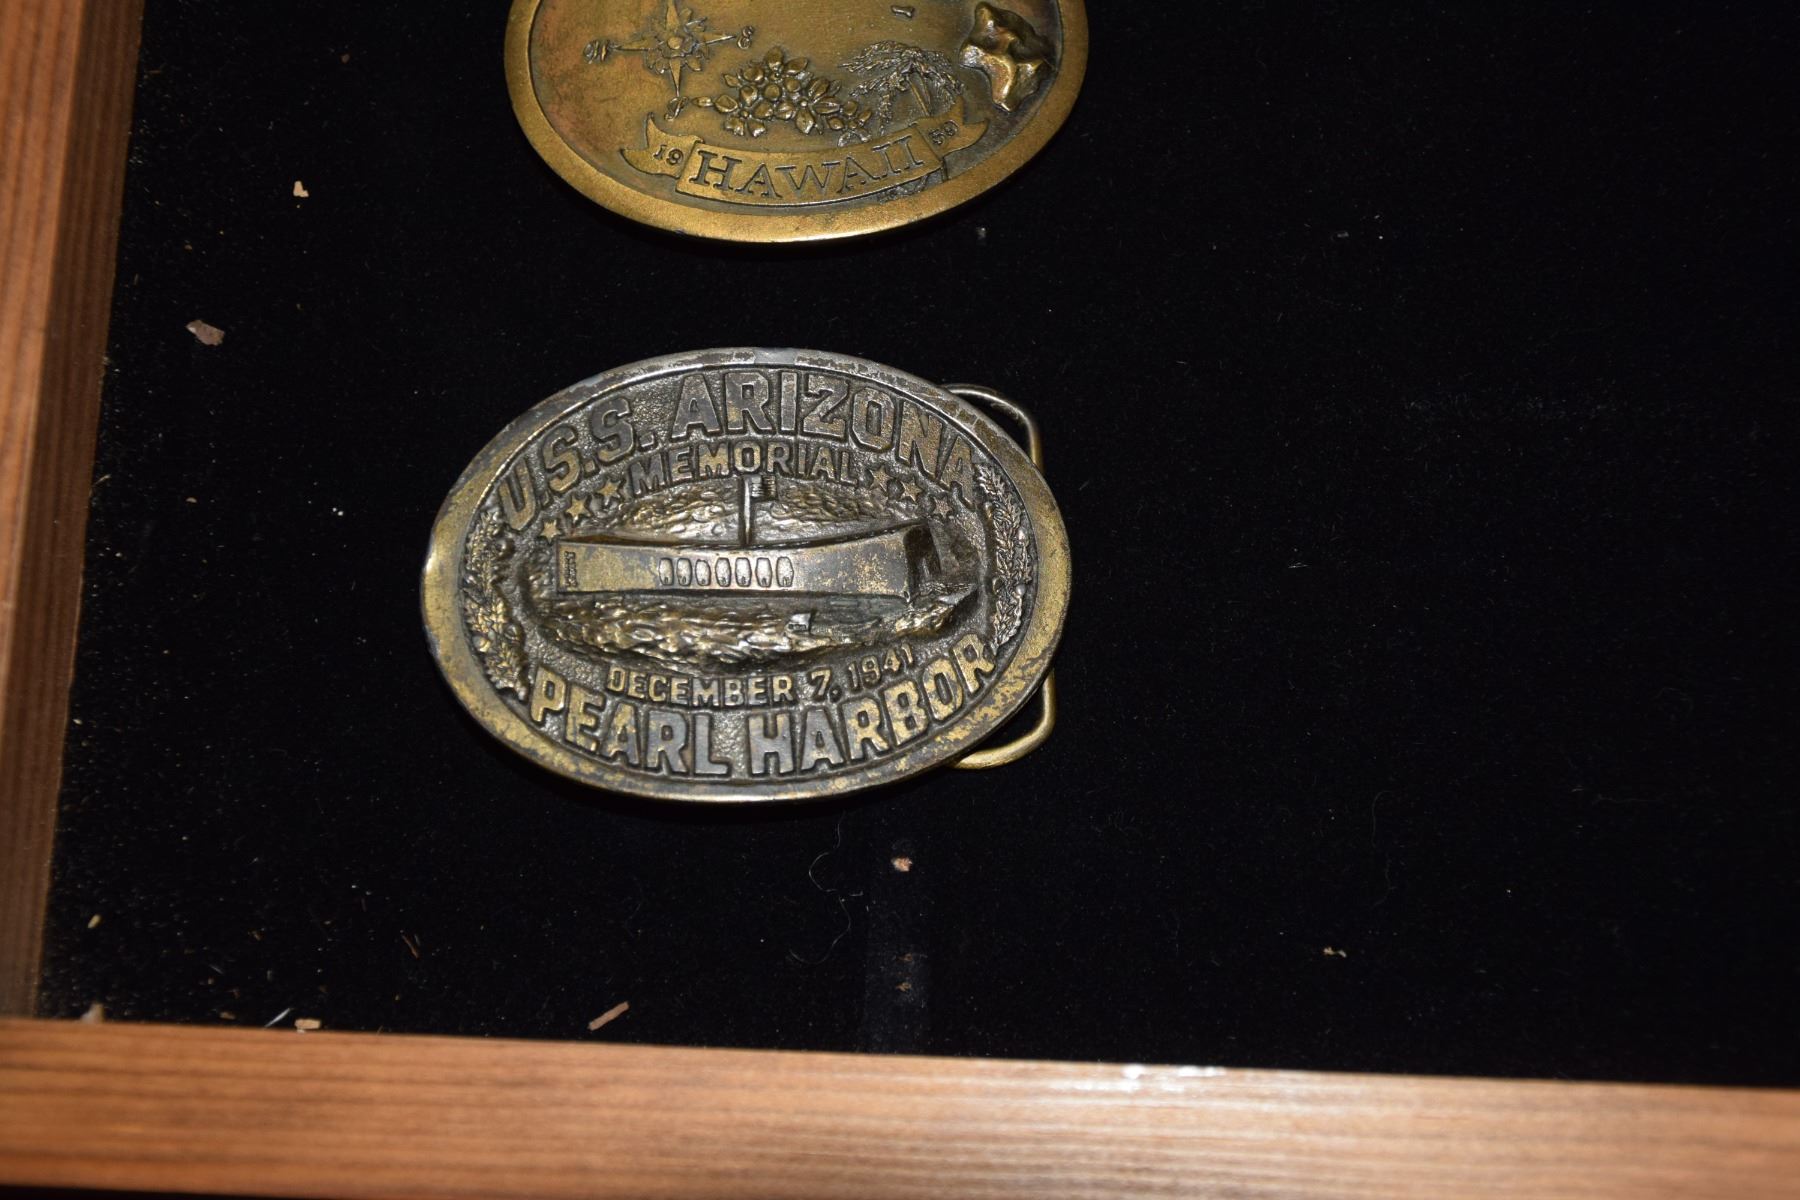 19 HAWAII 59
U.S.S. ARIZONA
MEMORIAL
DECEMBER 7, 1941
PEARL HARBOR